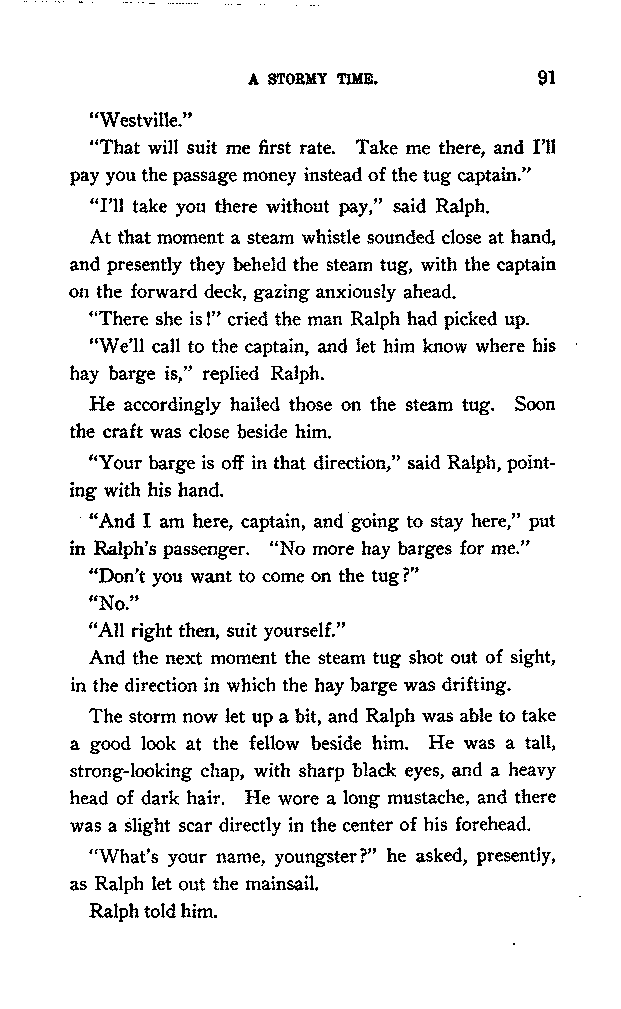 A STORMY TIME. 91
“Westville.”
“That will suit me first rate. Take me there, and I’ll
pay you the passage money instead of the tug captain.”
“I’ll take you there without pay,” said Ralph.
At that moment a steam whistle sounded close at hand,
and presently they beheld the steam tug, with the captain
on the forward deck, gazing anxiously ahead.
“There she is!” cried the man Ralph had picked up.
“We’ll call to the captain, and let him know where his
hay barge is,” replied Ralph.
He accordingly hailed those on the steam tug. Soon
the craft was close beside him.
“Your barge is off in that direction,” said Ralph, point-
ing with his hand.
“And I am here, captain, and going to stay here,” put
in Ralph’s passenger. “No more hay barges for me.”
“Don’t you want to come on the tug?”
“No.”
“All right then, suit yourself.”
And the next moment the steam tug shot out of sight,
in the direction in which the hay barge was drifting.
The storm now let up a bit, and Ralph was able to take
a good look at the fellow beside him. He was a tall,
strong-looking chap, with sharp black eyes, and a heavy
head of dark hair. He wore a long mustache, and there
was a slight scar directly in the center of his forehead.
“What’s your name, youngster?” he asked, presently,
as Ralph let out the mainsail.
Ralph told him.